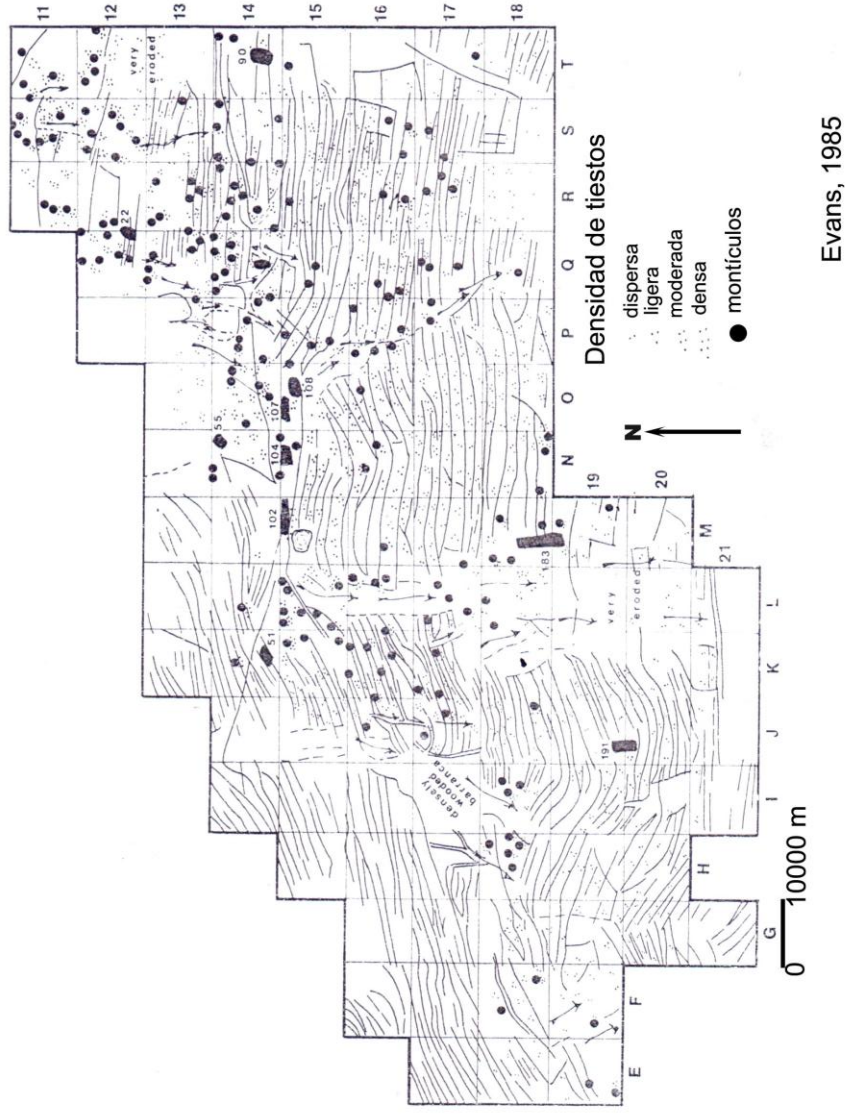 11
12
13
14
15
16
17
18
19
20
21
E
F
G
H
I
J
K
L
M
N
O
P
Q
R
S
T
very
eroded
90
22
74
55
107
108
104
102
51
183
191
densely
wooded
barranca
very
eroded
N
0 10000 m
Densidad de tiestos
dispersa
ligera
moderada
densa
montículos
Evans, 1985